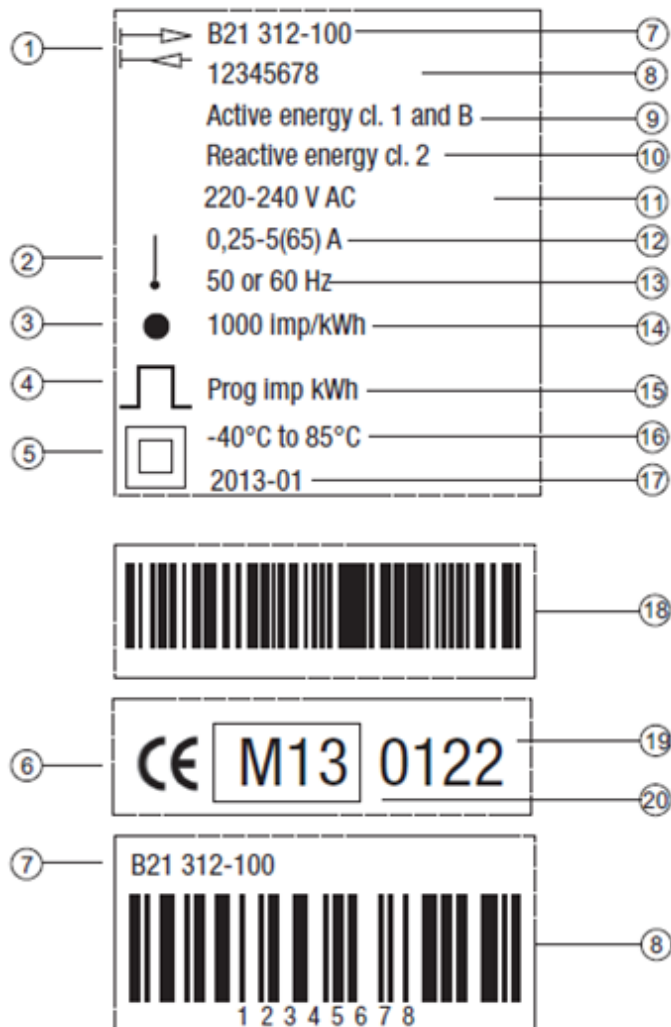 1
B21 312-100
7
12345678
8
Active energy cl. 1 and B
9
Reactive energy cl. 2
10
220-240 V AC
11
0,25-5(65) A
12
2
50 or 60 Hz
13
3
1000 imp/kWh
14
4
Prog imp kWh
15
-40°C to 85°C
16
5
2013-01
17
18
6
CE M13 0122
19
20
7
B21 312-100
8
1 2 3 4 5 6 7 8